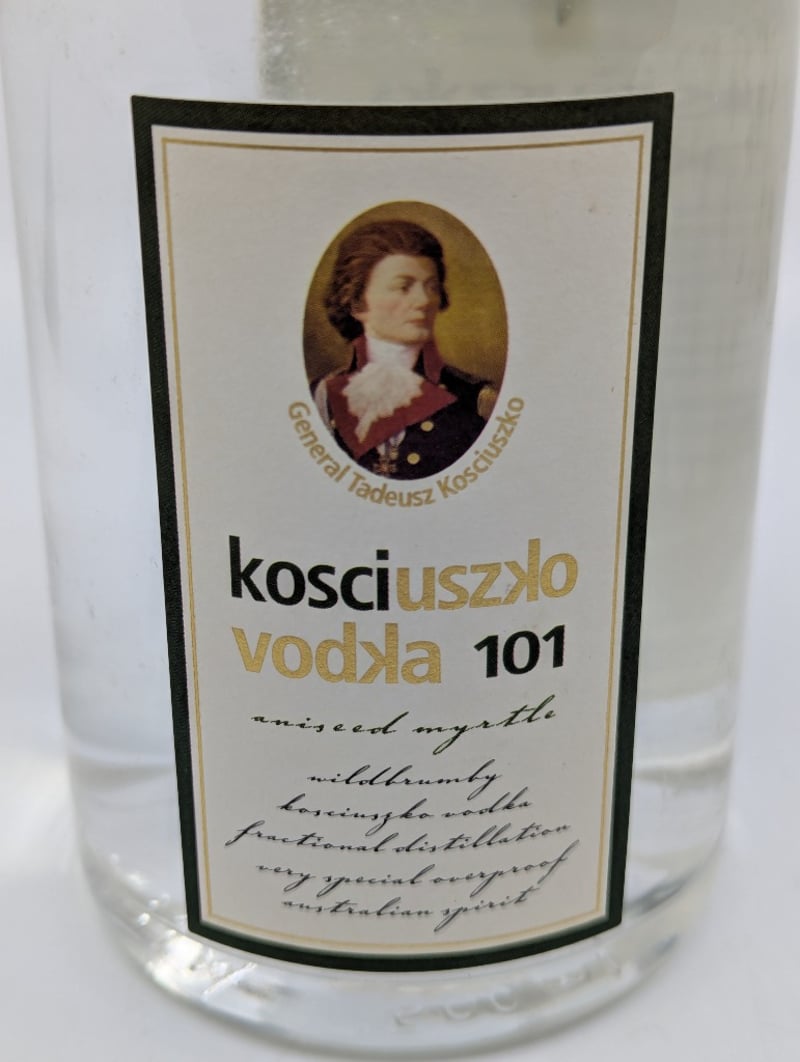 General Tadeusz Kosciuszko
kosciuszko
vodka 101
aniseed myrtle
wildbrumby
kosciuszko vodka
fractional distillation
very special overproof
australian spirit